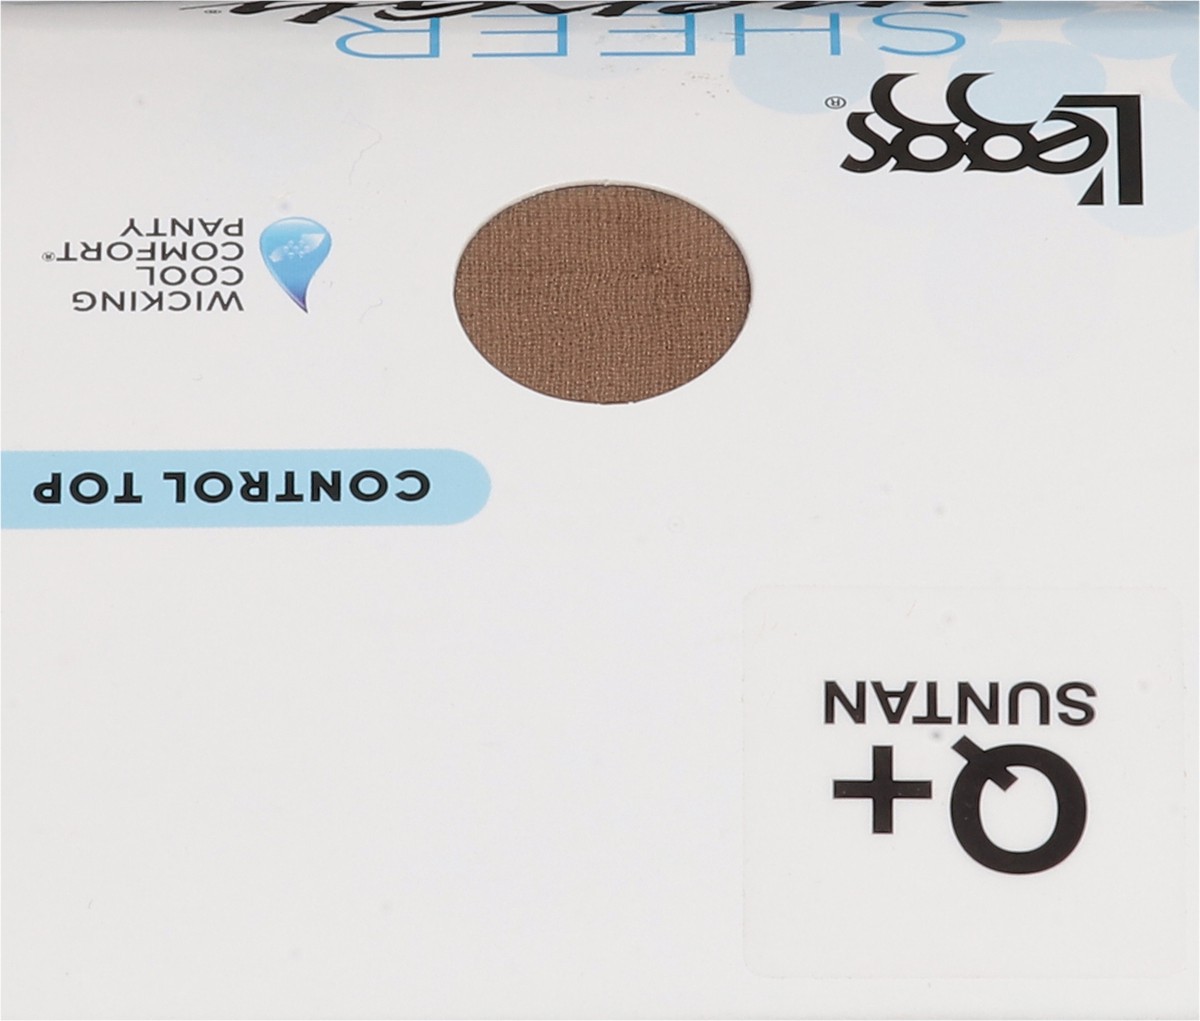 Q+
SUNTAN
CONTROL TOP
WICKING
COOL
COMFORT®
PANTY
L'eggs®
SHEER